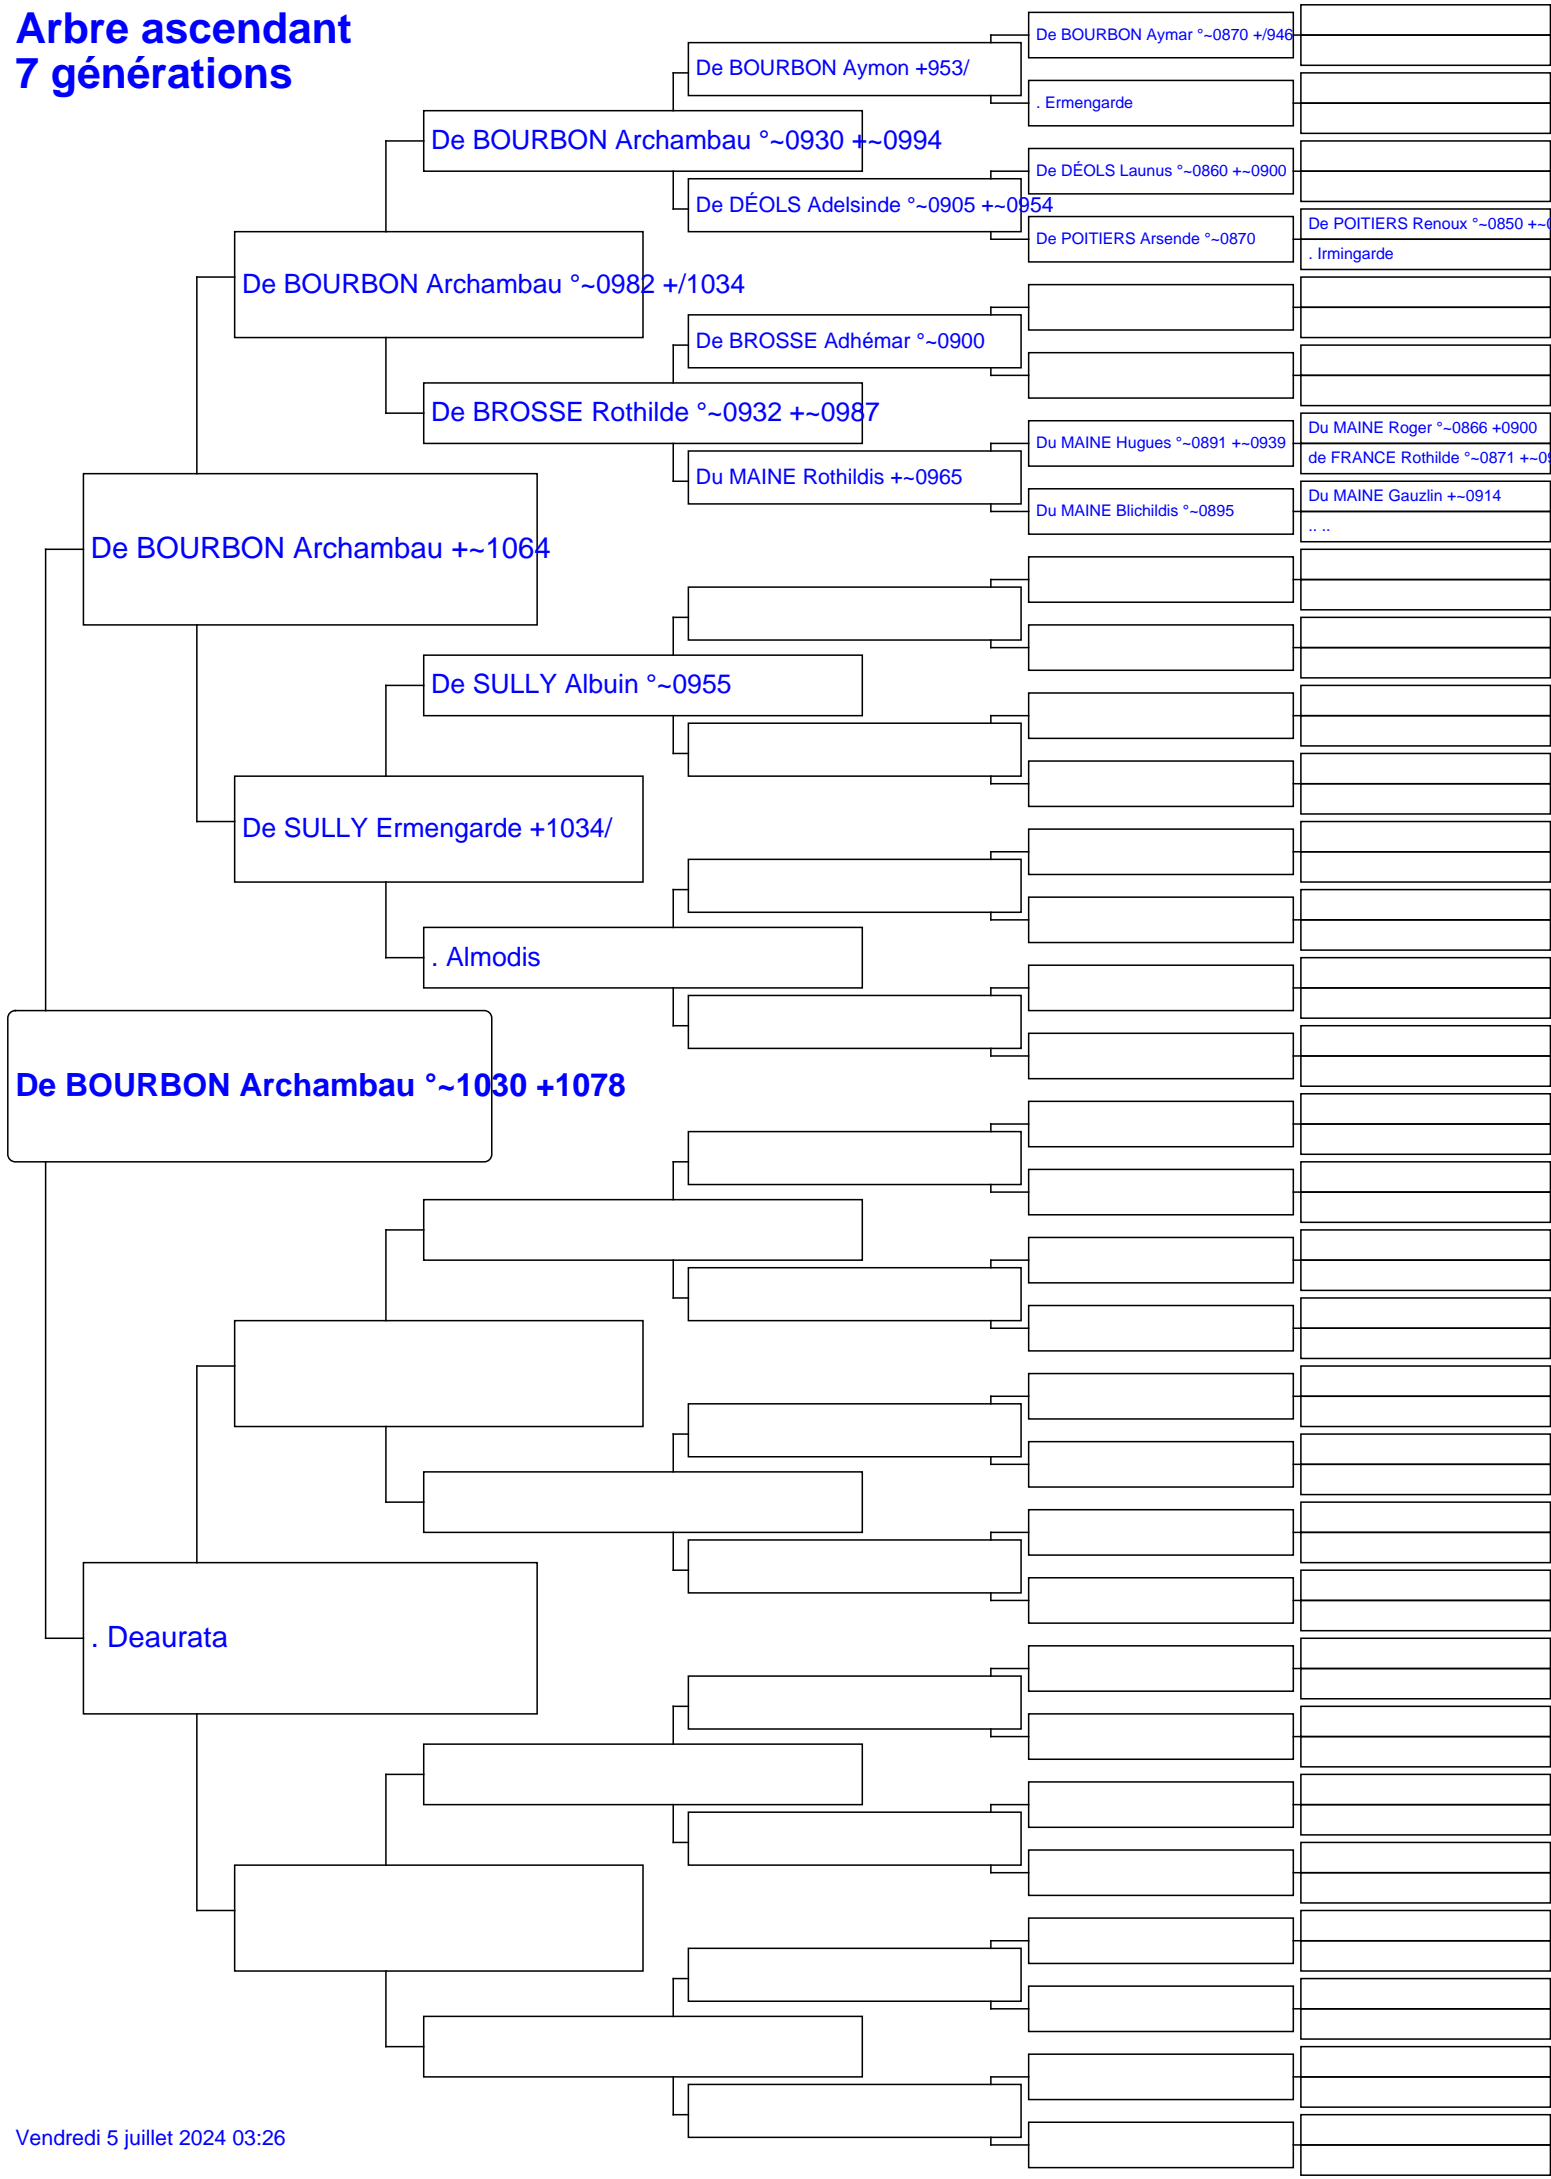 Arbre ascendant
7 générations
De BOURBON Aymar °~0870 +/946
De BOURBON Aymon +953/
. Ermengarde
De BOURBON Archambau °~0930 +~0994
De DÉOLS Launus °~0860 +~0900
De DÉOLS Adelsinde °~0905 +~0954
De POITIERS Renoux °~0850 +~
De POITIERS Arsende °~0870
. Irmingarde
De BOURBON Archambau °~0982 +/1034
De BROSSE Adhémar °~0900
De BROSSE Rothilde °~0932 +~0987
Du MAINE Roger °~0866 +0900
Du MAINE Hugues °~0891 +~0939
de FRANCE Rothilde °~0871 +~
Du MAINE Rothildis +~0965
Du MAINE Gauzlin +~0914
Du MAINE Blichildis °~0895
.. ..
De BOURBON Archambau +~1064
De SULLY Albuin °~0955
De SULLY Ermengarde +1034/
. Almodis
De BOURBON Archambau °~1030 +1078
. Deaurata
Vendredi 5 juillet 2024 03:26